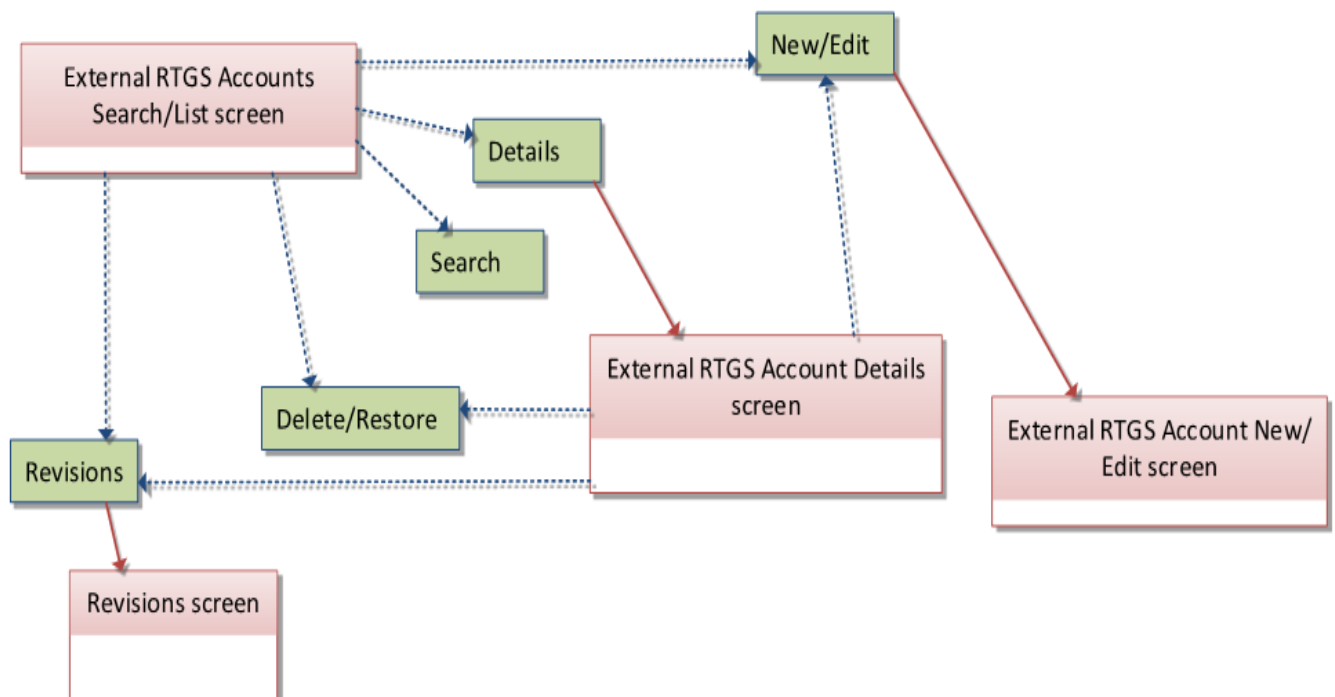 New/Edit
External RTGS Accounts
Search/List screen
Details
Search
External RTGS Account Details
screen
Delete/Restore
External RTGS Account New/
Edit screen
Revisions
Revisions screen